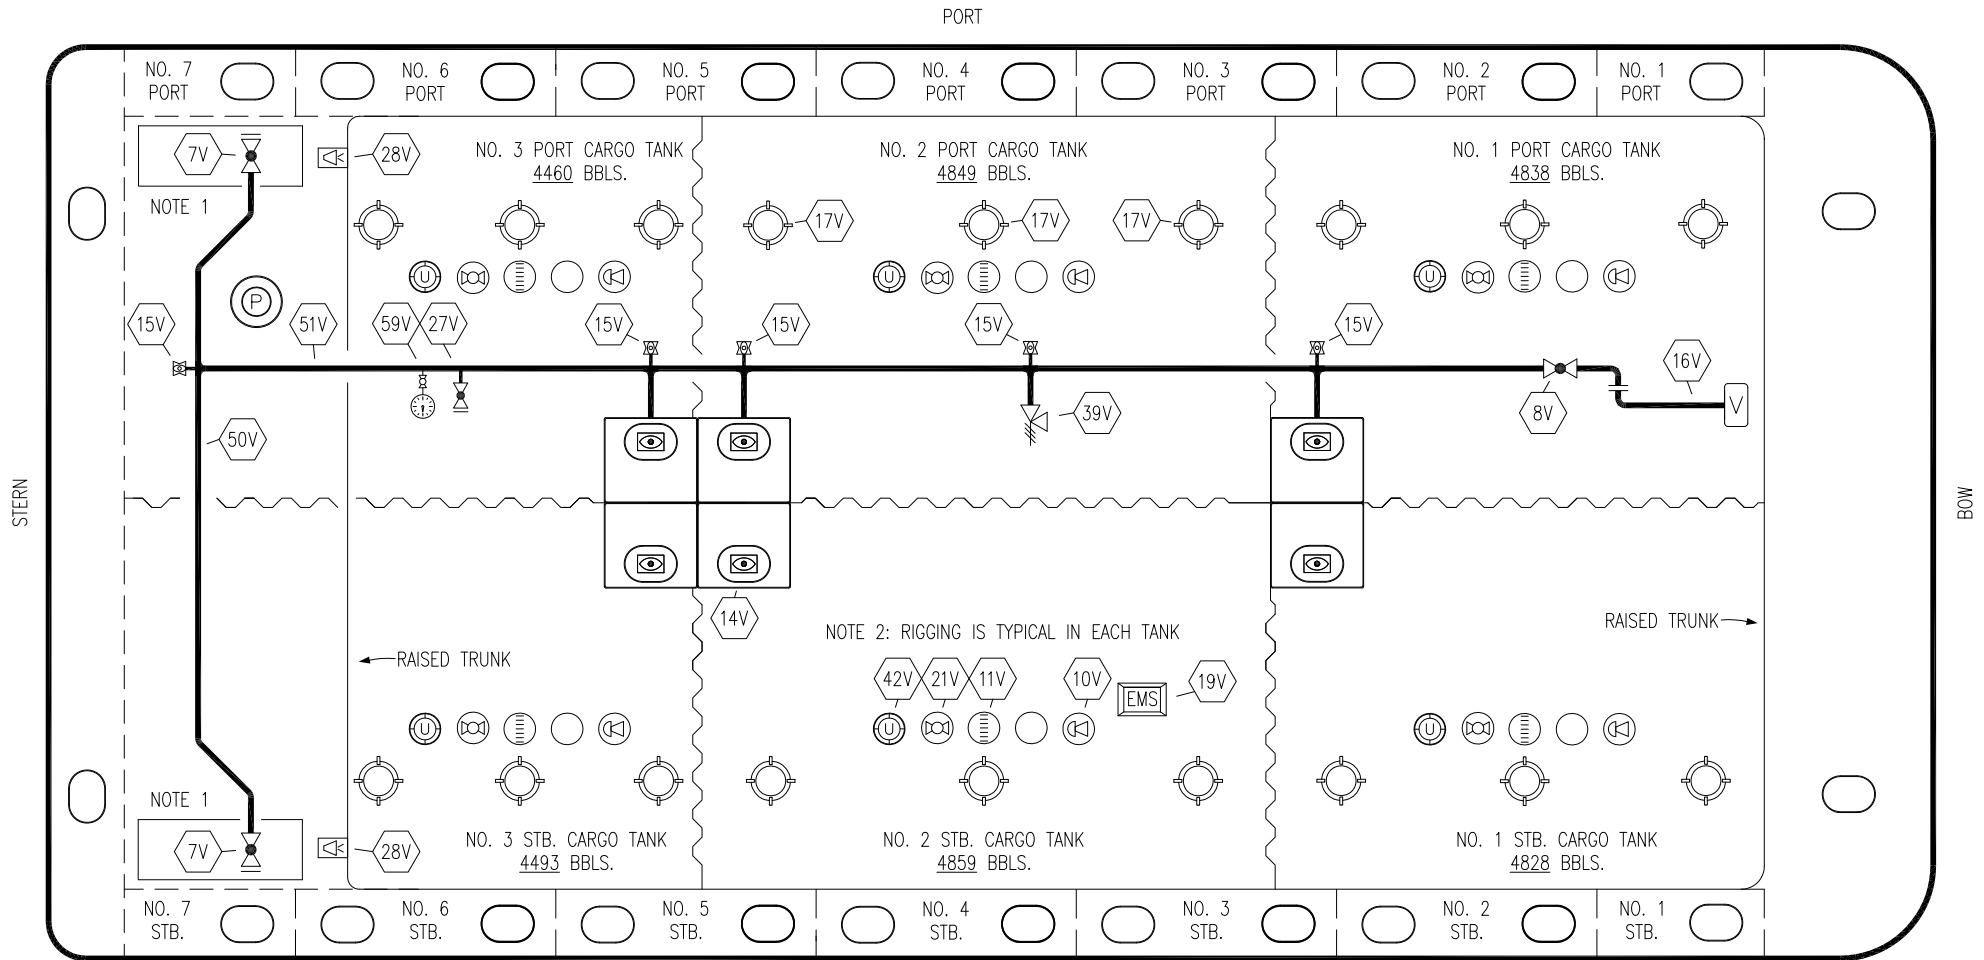 PORT
NO. 7
PORT
NO. 6
PORT
NO. 5
PORT
NO. 4
PORT
NO. 3
PORT
NO. 2
PORT
NO. 1
PORT
7V
28V
NOTE 1
NO. 3 PORT CARGO TANK
4460 BBLS.
NO. 2 PORT CARGO TANK
4849 BBLS.
NO. 1 PORT CARGO TANK
4838 BBLS.
17V
17V
17V
U
U
U
P
15V
51V
59V
27V
15V
15V
15V
15V
16V
V
8V
39V
50V
STERN
BOW
14V
RAISED TRUNK
RAISED TRUNK
NOTE 2: RIGGING IS TYPICAL IN EACH TANK
42V
21V
11V
10V
EMS
19V
U
U
U
NOTE 1
7V
28V
NO. 3 STB. CARGO TANK
4493 BBLS.
NO. 2 STB. CARGO TANK
4859 BBLS.
NO. 1 STB. CARGO TANK
4828 BBLS.
NO. 7
STB.
NO. 6
STB.
NO. 5
STB.
NO. 4
STB.
NO. 3
STB.
NO. 2
STB.
NO. 1
STB.